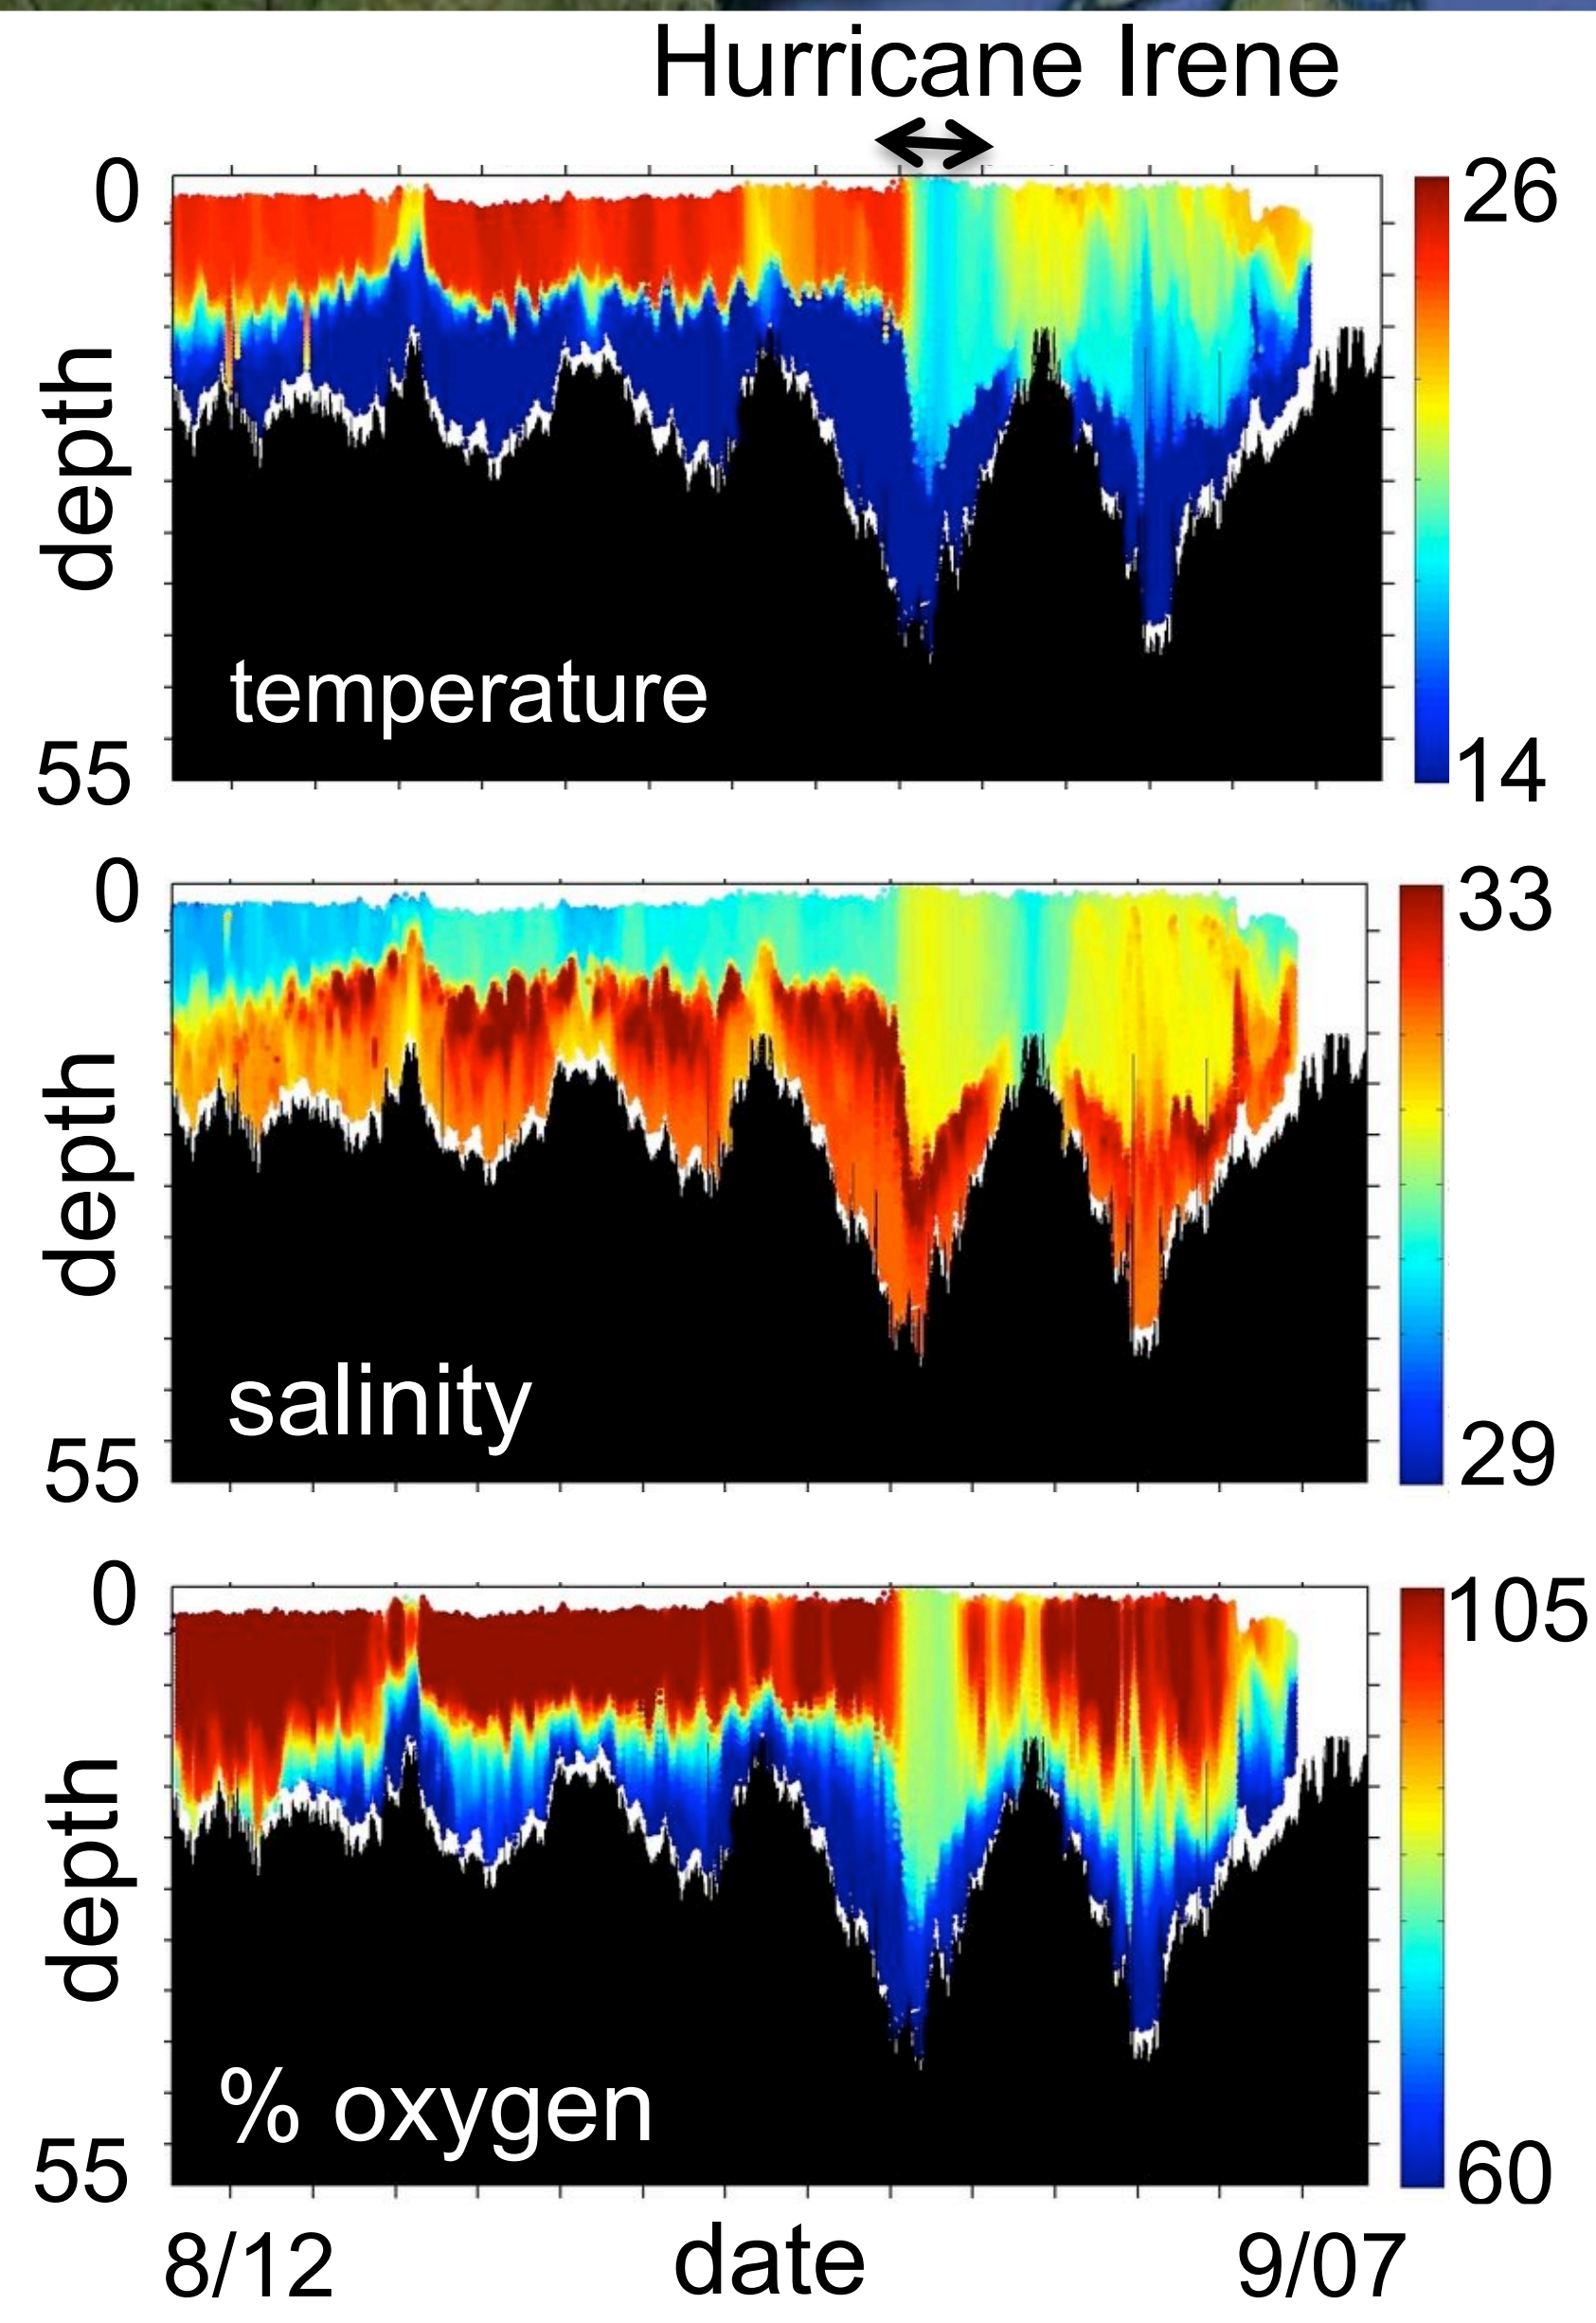 Hurricane Irene
0
26
depth
temperature
55
14
0
33
depth
salinity
55
29
0
105
depth
% oxygen
55
60
8/12
date
9/07